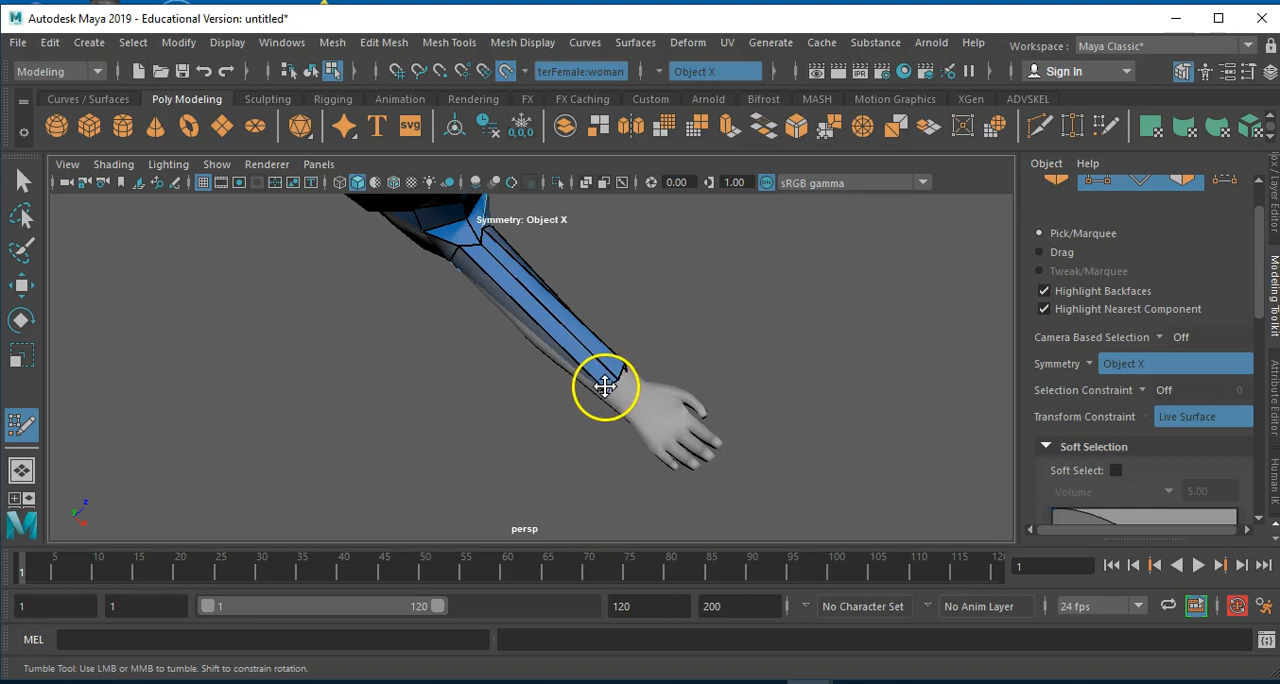 Autodesk Maya 2019 - Educational Version: untitled*
File Edit Create Select Modify Display Windows Mesh Edit Mesh Mesh Tools Mesh Display Curves Surfaces Deform UV Generate Cache Substance Arnold Help Workspace : Maya Classic*
Modeling terFemale:woman Object X Sign In
Curves / Surfaces Poly Modeling Sculpting Rigging Animation Rendering FX FX Caching Custom Arnold Bifrost MASH Motion Graphics XGen ADVSKEL
T SVG 0,0,0
View Shading Lighting Show Renderer Panels
0.00 1.00 ON sRGB gamma
Object Help
Symmetry: Object X
Pick/Marquee
Drag
Tweak/Marquee
Highlight Backfaces
Highlight Nearest Component
Camera Based Selection Off
Symmetry Object X
Selection Constraint Off 0
Transform Constraint Live Surface
Soft Selection
Soft Select:
Volume 5.00
Modeling Toolkit
Attribute Editor
Human IK
persp
5 10 15 20 25 30 35 40 45 50 55 60 65 70 75 80 85 90 95 100 105 110 115
1 1
1 1 1 120 120 200 No Character Set No Anim Layer 24 fps
MEL
Tumble Tool: Use LMB or MMB to tumble. Shift to constrain rotation.